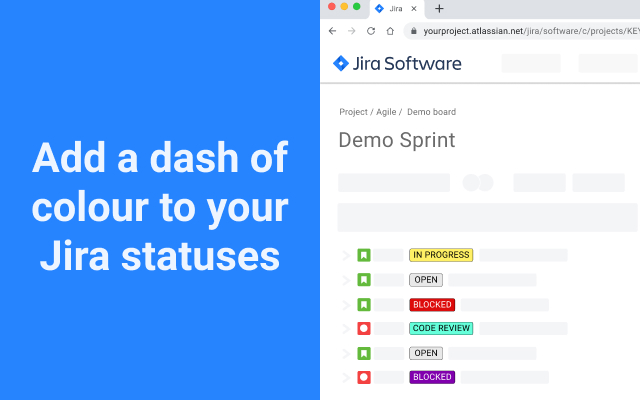 Add a dash of
colour to your
Jira statuses
Jira
yourproject.atlassian.net/jira/software/c/projects/KEY
Jira Software
Project / Agile / Demo board
Demo Sprint
IN PROGRESS
OPEN
BLOCKED
CODE REVIEW
OPEN
BLOCKED